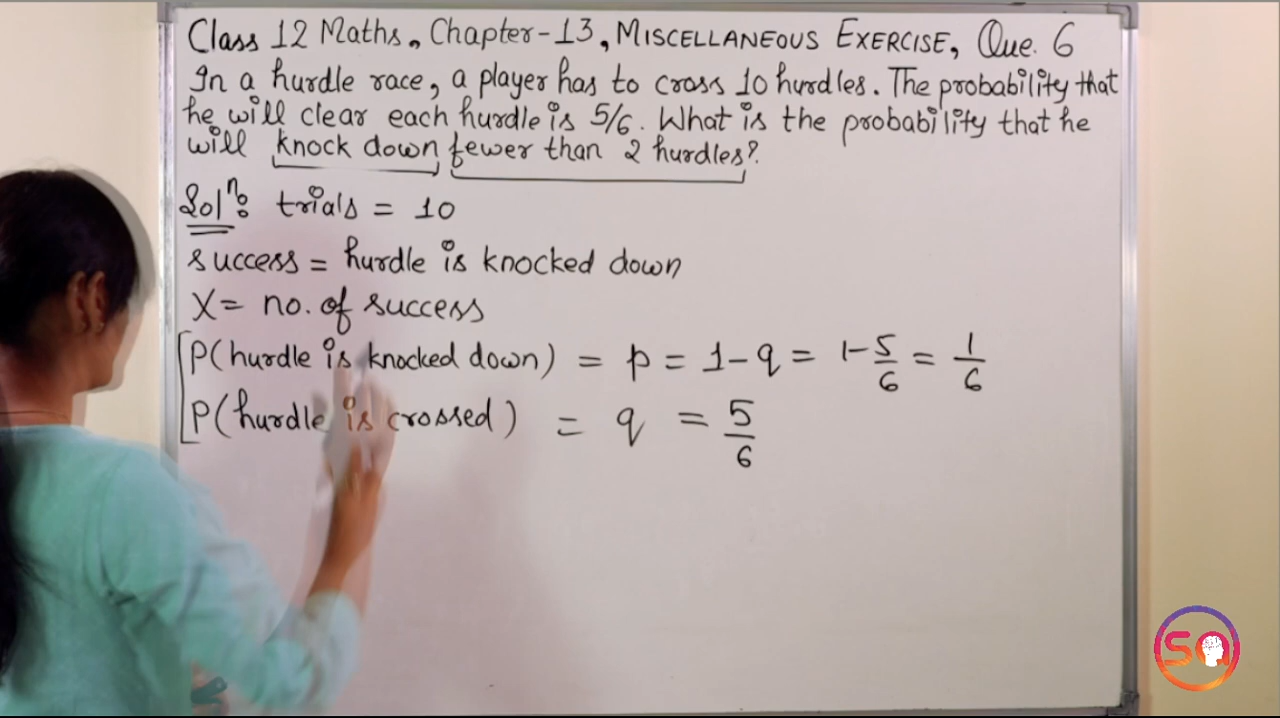 Class 12 Maths, Chapter-13, MISCELLANEOUS EXERCISE, Que. 6
In a hurdle race, a player has to cross 10 hurdles. The probability that
he will clear each hurdle is 5/6. What is the probability that he
will knock down fewer than 2 hurdles?
Solⁿ: trials = 10
success = hurdle is knocked down
X = no. of success
P(hurdle is knocked down) = p = 1 - q = 1 - 5/6 = 1/6
P(hurdle is crossed) = q = 5/6
SQ